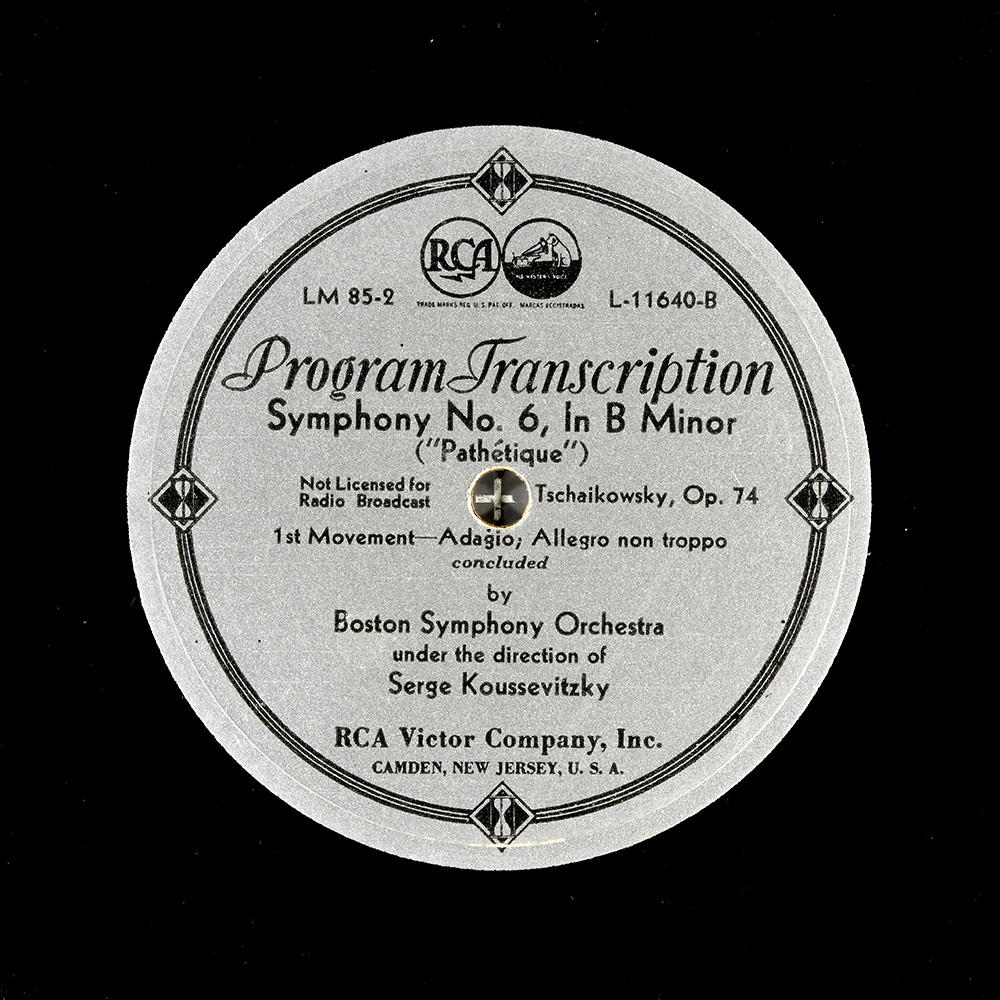 RCA
HIS MASTER'S VOICE
LM 85-2
TRADE MARKS REG. U.S. PAT. OFF. MARCAS REGISTRADAS
L-11640-B
Program Transcription
Symphony No. 6, In B Minor
("Pathétique")
Not Licensed for
Radio Broadcast
Tschaikowsky, Op. 74
1st Movement—Adagio; Allegro non troppo
concluded
by
Boston Symphony Orchestra
under the direction of
Serge Koussevitzky
RCA Victor Company, Inc.
CAMDEN, NEW JERSEY, U. S. A.